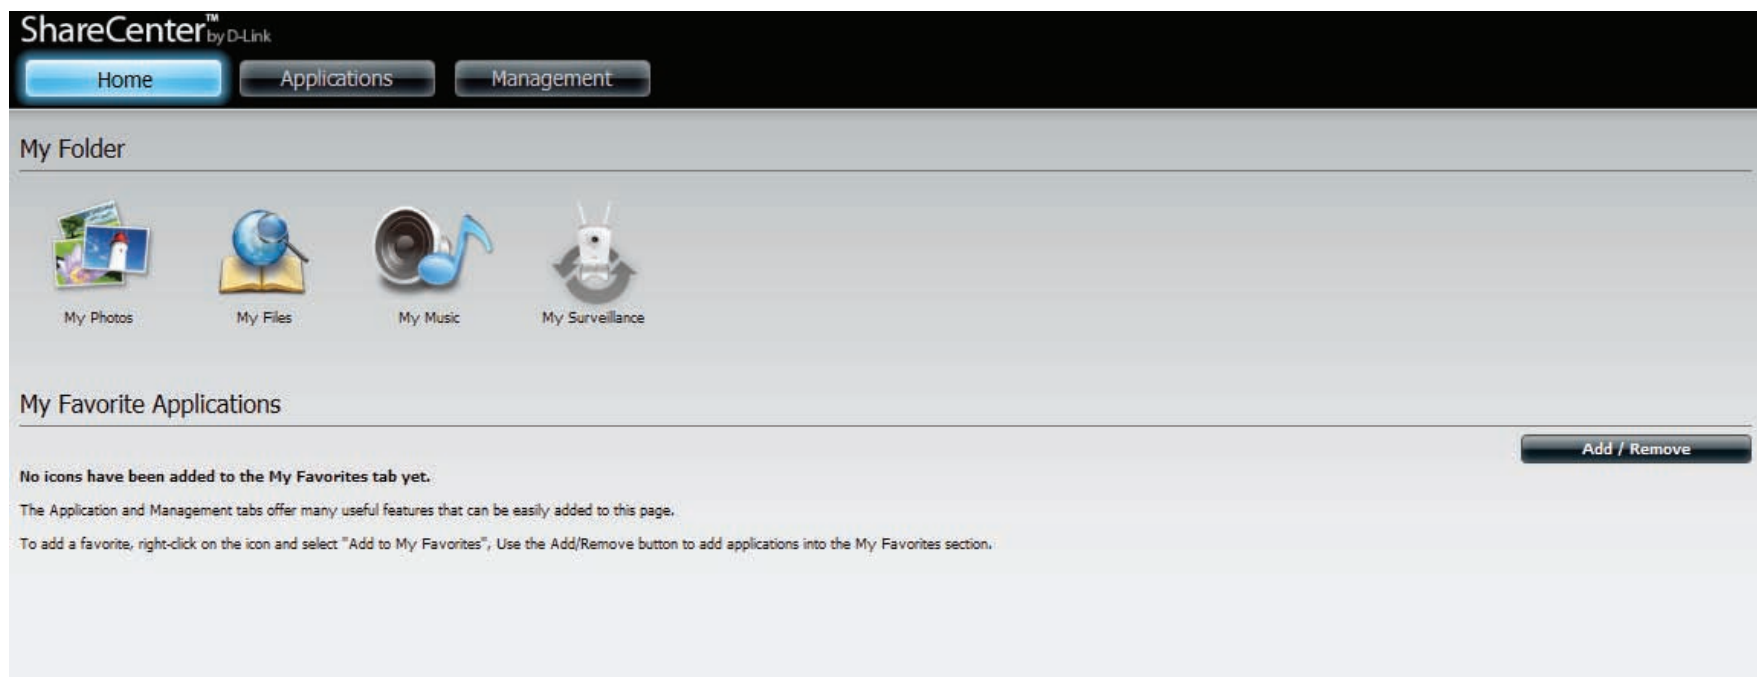 ShareCenter™ by D-Link
Home Applications Management
My Folder
My Photos My Files My Music My Surveillance
My Favorite Applications
Add / Remove
No icons have been added to the My Favorites tab yet.
The Application and Management tabs offer many useful features that can be easily added to this page.
To add a favorite, right-click on the icon and select "Add to My Favorites", Use the Add/Remove button to add applications into the My Favorites section.